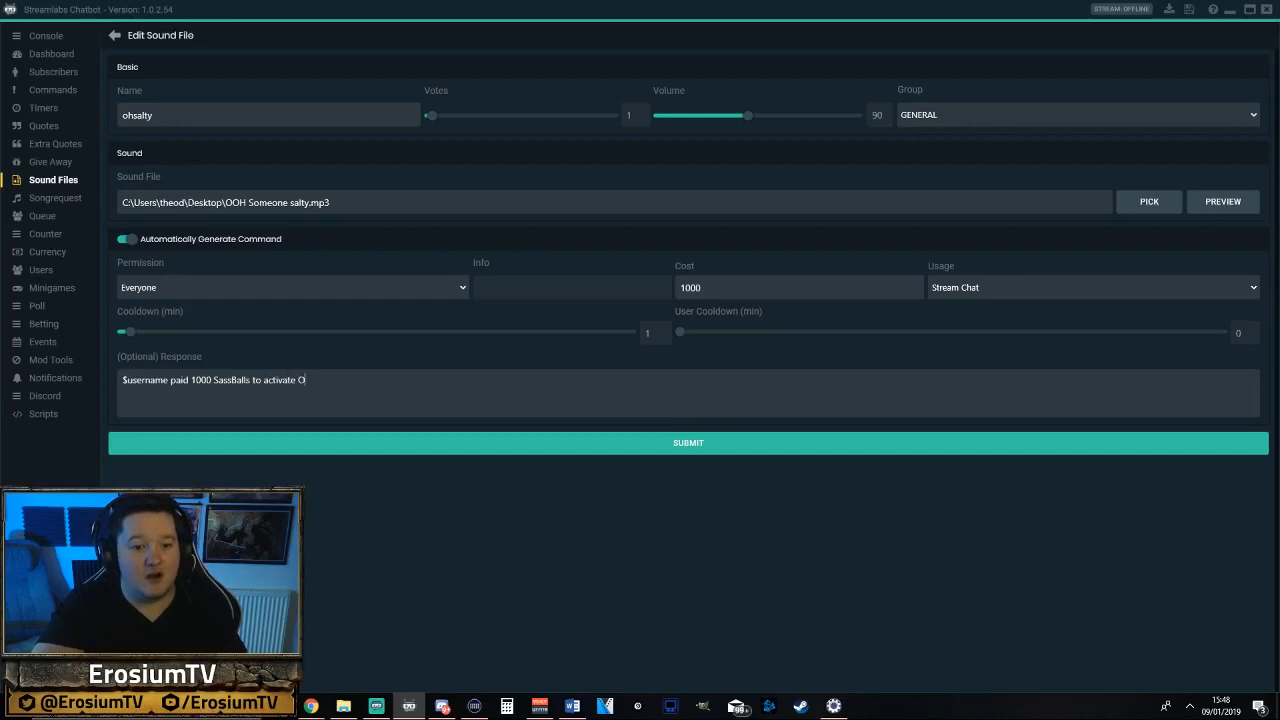 Streamlabs Chatbot - Version: 1.0.2.54
STREAM: OFFLINE
Console
Dashboard
Subscribers
Commands
Timers
Quotes
Extra Quotes
Give Away
Sound Files
Songrequest
Queue
Counter
Currency
Users
Minigames
Poll
Betting
Events
Mod Tools
Notifications
Discord
Scripts
Edit Sound File
Basic
Name Votes Volume Group
ohsalty 1 90 GENERAL
Sound
Sound File
C:\Users\theod\Desktop\OOH Someone salty.mp3 PICK PREVIEW
Automatically Generate Command
Permission Info Cost Usage
Everyone 1000 Stream Chat
Cooldown (min) User Cooldown (min)
1 0
(Optional) Response
$username paid 1000 SassBalls to activate O
SUBMIT
ErosiumTV
@ErosiumTV /ErosiumTV
15:48
09/01/2019